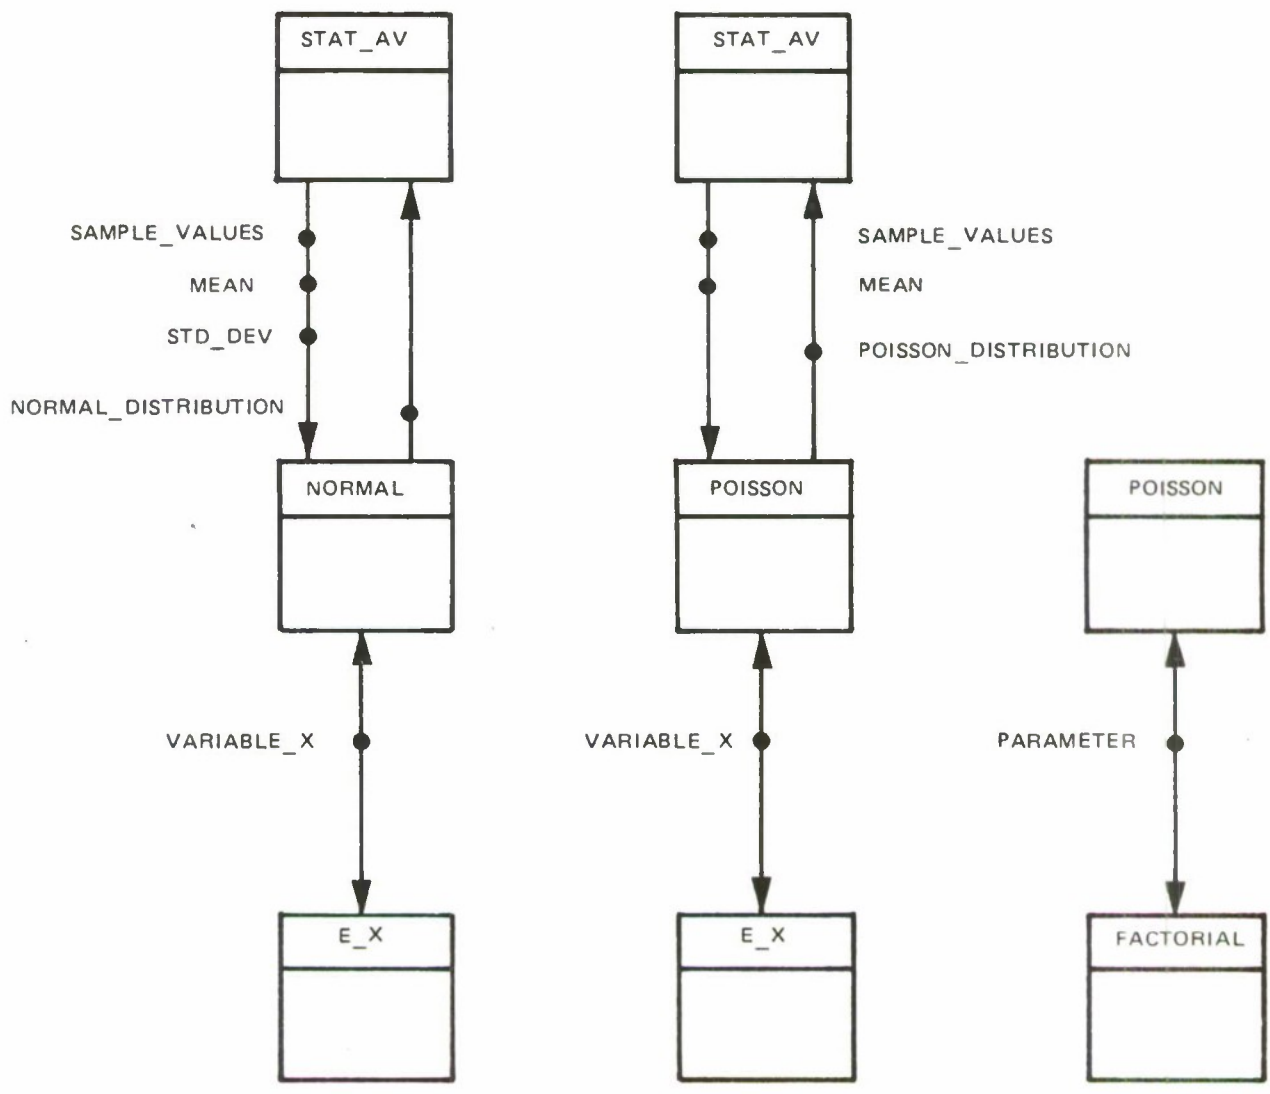 STAT_AV
STAT_AV
SAMPLE_VALUES
SAMPLE_VALUES
MEAN
MEAN
STD_DEV
POISSON_DISTRIBUTION
NORMAL_DISTRIBUTION
NORMAL
POISSON
POISSON
VARIABLE_X
VARIABLE_X
PARAMETER
E_X
E_X
FACTORIAL